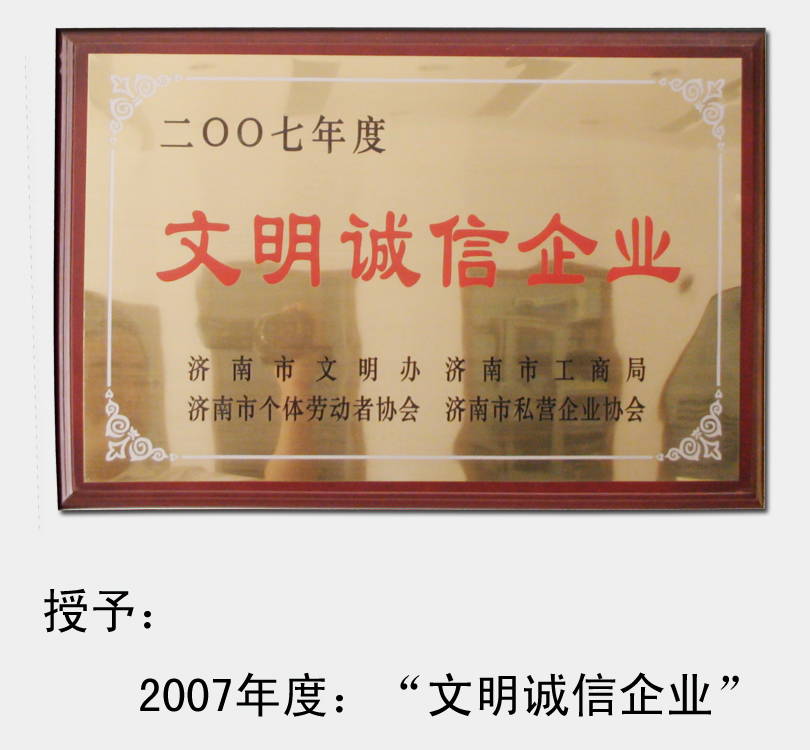 二〇〇七年度
文明诚信企业
济南市文明办 济南市工商局
济南市个体劳动者协会 济南市私营企业协会
授予：
2007年度：“文明诚信企业”